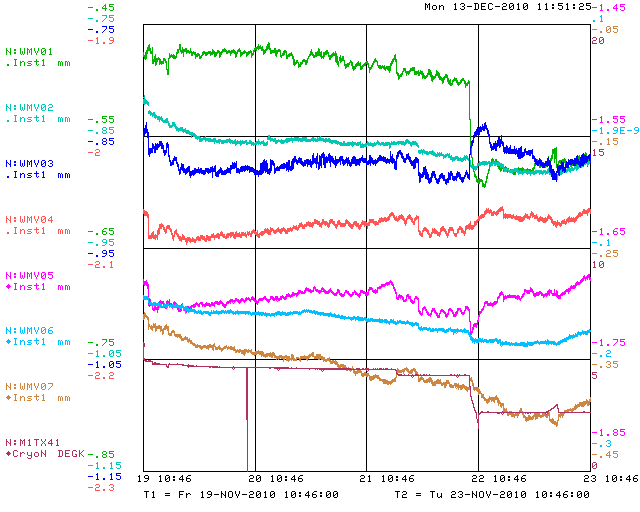 Mon 13-DEC-2010 11:51:25
-.45
-.75
-.75
-1.9
-1.45
.1
-.05
20
N:WMV01
.Inst1 mm
N:WMV02
.Inst1 mm
-.55
-.85
-.85
-2
-1.55
-1.9E-9
-.15
15
N:WMV03
.Inst1 mm
N:WMV04
.Inst1 mm
-.65
-.95
-.95
-2.1
-1.65
-.1
-.25
10
N:WMV05
◆Inst1 mm
N:WMV06
◆Inst1 mm
-.75
-1.05
-1.05
-2.2
-1.75
-.2
-.35
5
N:WMV07
◆Inst1 mm
N:M1TX41
◆CryoN DEGK
-.85
-1.15
-1.15
-2.3
-1.85
-.3
-.45
0
19 10:46 20 10:46 21 10:46 22 10:46 23 10:46
T1 = Fr 19-NOV-2010 10:46:00 T2 = Tu 23-NOV-2010 10:46:00